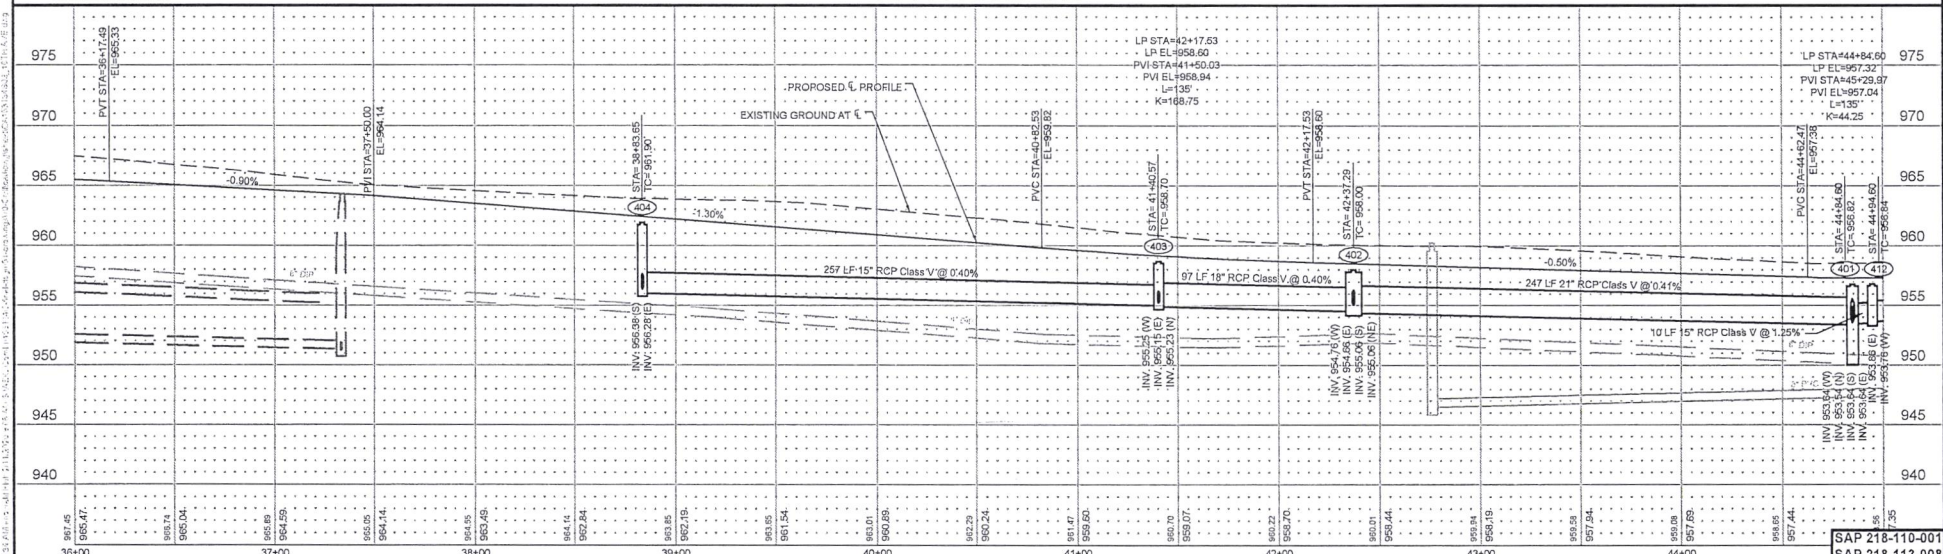 LP STA=42+17.53
LP EL=958.60
PVI STA=41+50.03
PVI EL=958.94
L=135'
K=168.75
LP STA=44+84.60
LP EL=957.32
PVI STA=45+29.97
PVI EL=957.04
L=135'
K=44.25
975
975
970
970
965
965
960
960
955
955
950
950
945
945
940
940
PVT STA=36+17.49
EL=965.33
PVI STA=37+50.00
EL=964.14
STA= 38+83.65
TC= 961.90
PROPOSED ℄ PROFILE
EXISTING GROUND AT ℄
PVC STA=40+82.53
EL=959.82
STA= 41+40.57
TC= 958.70
PVT STA=42+17.53
EL=958.60
STA= 42+37.29
TC= 958.00
PVC STA=44+62.47
EL=957.38
STA= 44+84.60
TC= 956.82
STA= 44+94.60
TC= 956.84
-0.90%
404
-1.30%
403
402
-0.50%
401
412
257 LF 15" RCP Class V @ 0.40%
97 LF 18" RCP Class V @ 0.40%
247 LF 21" RCP Class V @ 0.41%
10 LF 15" RCP Class V @ 1.25%
6" DIP
6" DIP
INV. 956.38 (S)
INV. 956.28 (E)
INV. 955.25 (W)
INV. 955.15 (E)
INV. 955.23 (N)
INV. 954.76 (W)
INV. 954.66 (E)
INV. 955.06 (S)
INV. 955.06 (NE)
INV. 953.64 (W)
INV. 953.54 (N)
INV. 953.64 (S)
INV. 953.64 (E)
INV. 953.66 (E)
INV. 953.76 (W)
967.45
965.47
966.74
965.04
965.89
964.59
965.05
964.14
964.55
963.49
964.14
962.84
963.85
962.19
963.65
961.54
963.01
960.89
962.29
960.24
961.47
959.60
960.70
959.07
960.22
958.70
960.01
958.44
959.94
958.19
959.58
957.94
959.08
957.69
958.65
957.44
957.35
36+00
37+00
38+00
39+00
40+00
41+00
42+00
43+00
44+00
SAP 218-110-001